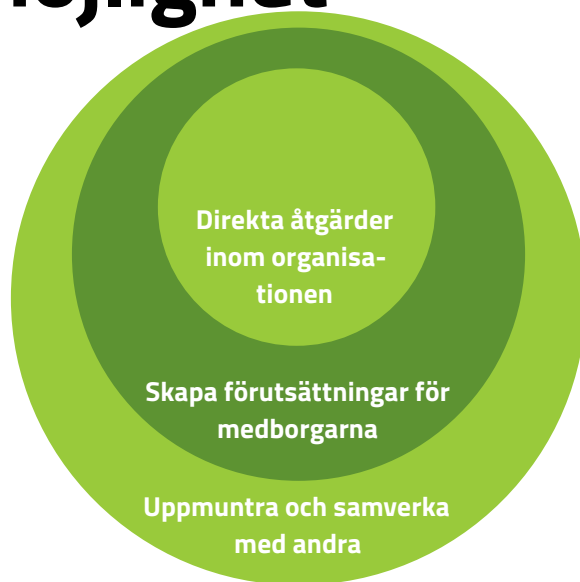 Direkta åtgärder
inom organisa-
tionen
Skapa förutsättningar för
medborgarna
Uppmuntra och samverka
med andra